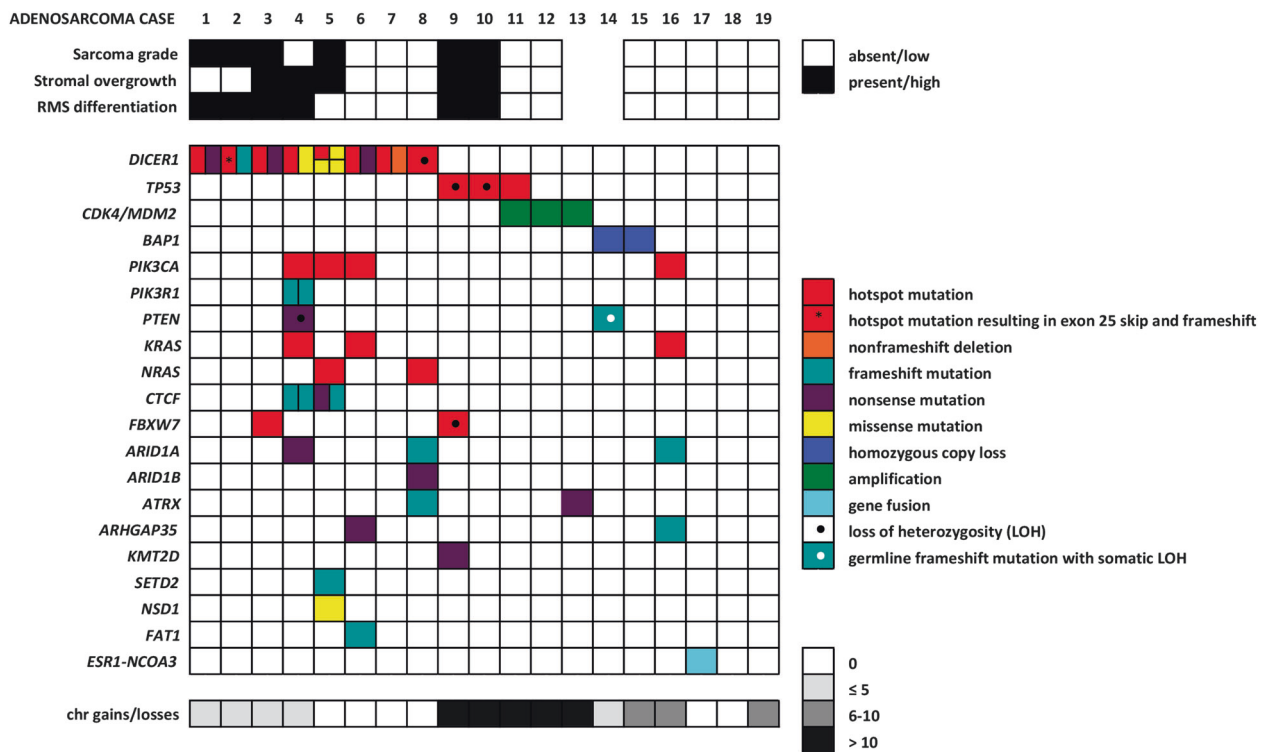 ADENOSARCOMA CASE 1 2 3 4 5 6 7 8 9 10 11 12 13 14 15 16 17 18 19
Sarcoma grade
absent/low
Stromal overgrowth
present/high
RMS differentiation
DICER1
*
TP53
CDK4/MDM2
BAP1
PIK3CA
PIK3R1
hotspot mutation
PTEN
* hotspot mutation resulting in exon 25 skip and frameshift
KRAS
nonframeshift deletion
NRAS
frameshift mutation
CTCF
nonsense mutation
FBXW7
missense mutation
ARID1A
homozygous copy loss
ARID1B
amplification
ATRX
gene fusion
ARHGAP35
loss of heterozygosity (LOH)
KMT2D
germline frameshift mutation with somatic LOH
SETD2
NSD1
FAT1
ESR1-NCOA3
0
≤ 5
chr gains/losses
6-10
> 10